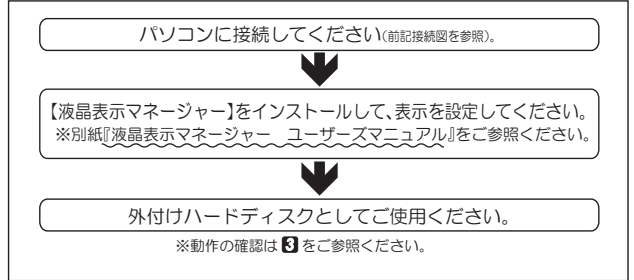 パソコンに接続してください(前記接続図を参照)。
【液晶表示マネージャー】をインストールして、表示を設定してください。
※別紙『液晶表示マネージャー　ユーザーズマニュアル』をご参照ください。
外付けハードディスクとしてご使用ください。
※動作の確認は 3 をご参照ください。